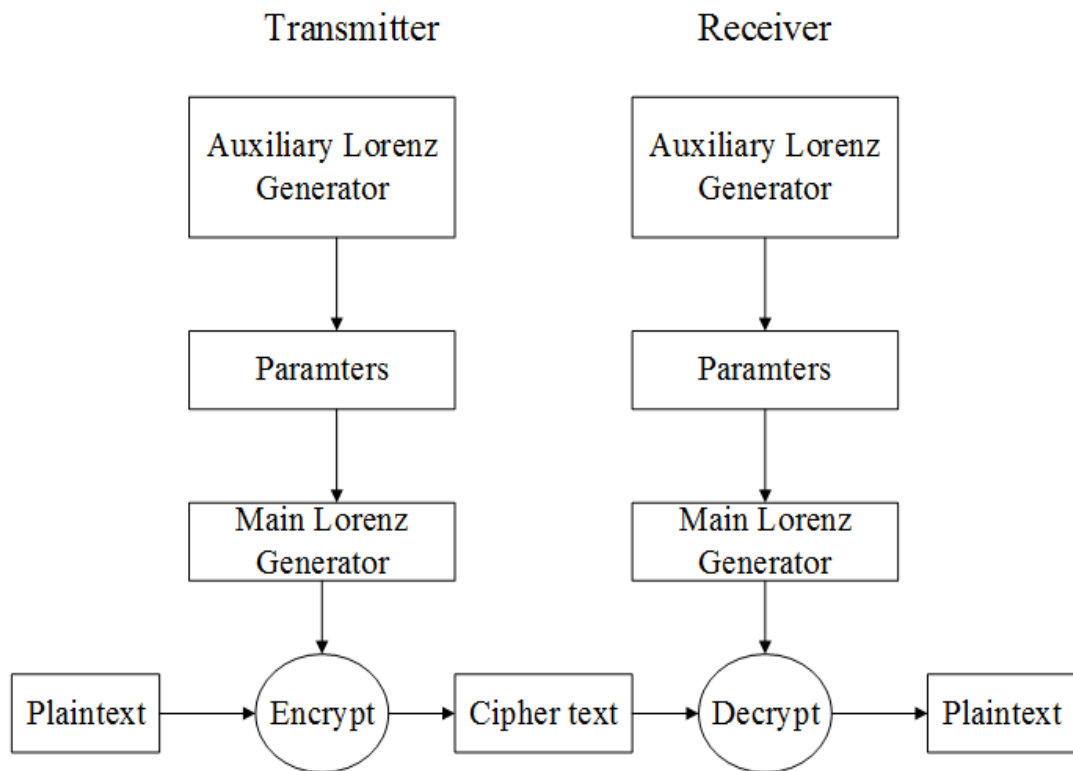 Transmitter
Receiver
Auxiliary Lorenz
Generator
Auxiliary Lorenz
Generator
Paramters
Paramters
Main Lorenz
Generator
Main Lorenz
Generator
Plaintext
Encrypt
Cipher text
Decrypt
Plaintext